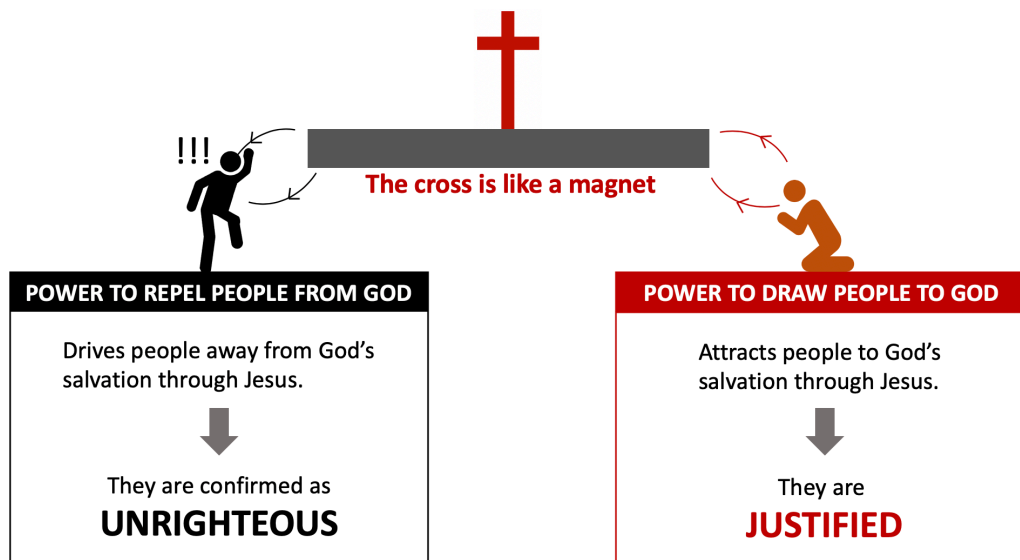 !!!
The cross is like a magnet
POWER TO REPEL PEOPLE FROM GOD
Drives people away from God’s
salvation through Jesus.
They are confirmed as
UNRIGHTEOUS
POWER TO DRAW PEOPLE TO GOD
Attracts people to God’s
salvation through Jesus.
They are
JUSTIFIED